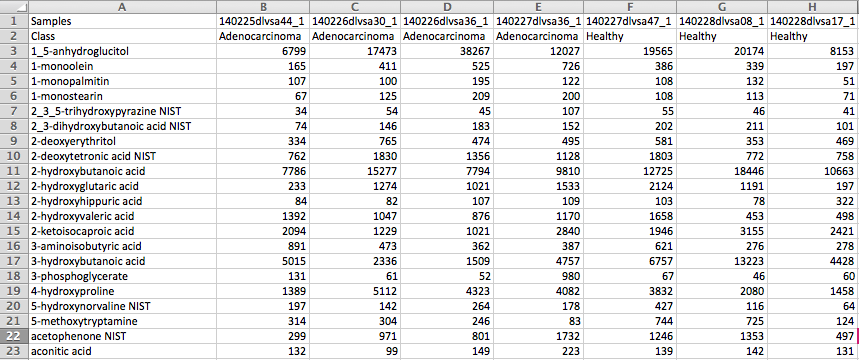 A B C D E F G H
1 Samples 140225dlvsa44_1 140226dlvsa30_1 140226dlvsa36_1 140227dlvsa36_1 140227dlvsa47_1 140228dlvsa08_1 140228dlvsa17_1
2 Class Adenocarcinoma Adenocarcinoma Adenocarcinoma Adenocarcinoma Healthy Healthy Healthy
3 1_5-anhydroglucitol 6799 17473 38267 12027 19565 20174 8153
4 1-monoolein 165 411 525 726 386 339 197
5 1-monopalmitin 107 100 195 122 108 132 51
6 1-monostearin 67 125 209 200 108 113 71
7 2_3_5-trihydroxypyrazine NIST 34 54 45 107 55 46 41
8 2_3-dihydroxybutanoic acid NIST 74 146 183 152 202 211 101
9 2-deoxyerythritol 334 765 474 495 581 353 469
10 2-deoxytetronic acid NIST 762 1830 1356 1128 1803 772 758
11 2-hydroxybutanoic acid 7786 15277 7794 9810 12725 18446 10663
12 2-hydroxyglutaric acid 233 1274 1021 1533 2124 1191 197
13 2-hydroxyhippuric acid 84 82 107 109 103 78 322
14 2-hydroxyvaleric acid 1392 1047 876 1170 1658 453 498
15 2-ketoisocaproic acid 2094 1229 1021 2840 1946 3155 2421
16 3-aminoisobutyric acid 891 473 362 387 621 276 278
17 3-hydroxybutanoic acid 5015 2336 1509 4757 6757 13223 4428
18 3-phosphoglycerate 131 61 52 980 67 46 60
19 4-hydroxyproline 1389 5112 4323 4082 3832 2080 1458
20 5-hydroxynorvaline NIST 197 142 264 178 427 116 64
21 5-methoxytryptamine 314 304 246 83 744 725 124
22 acetophenone NIST 299 971 801 1732 1246 1353 497
23 aconitic acid 132 99 149 223 139 142 131